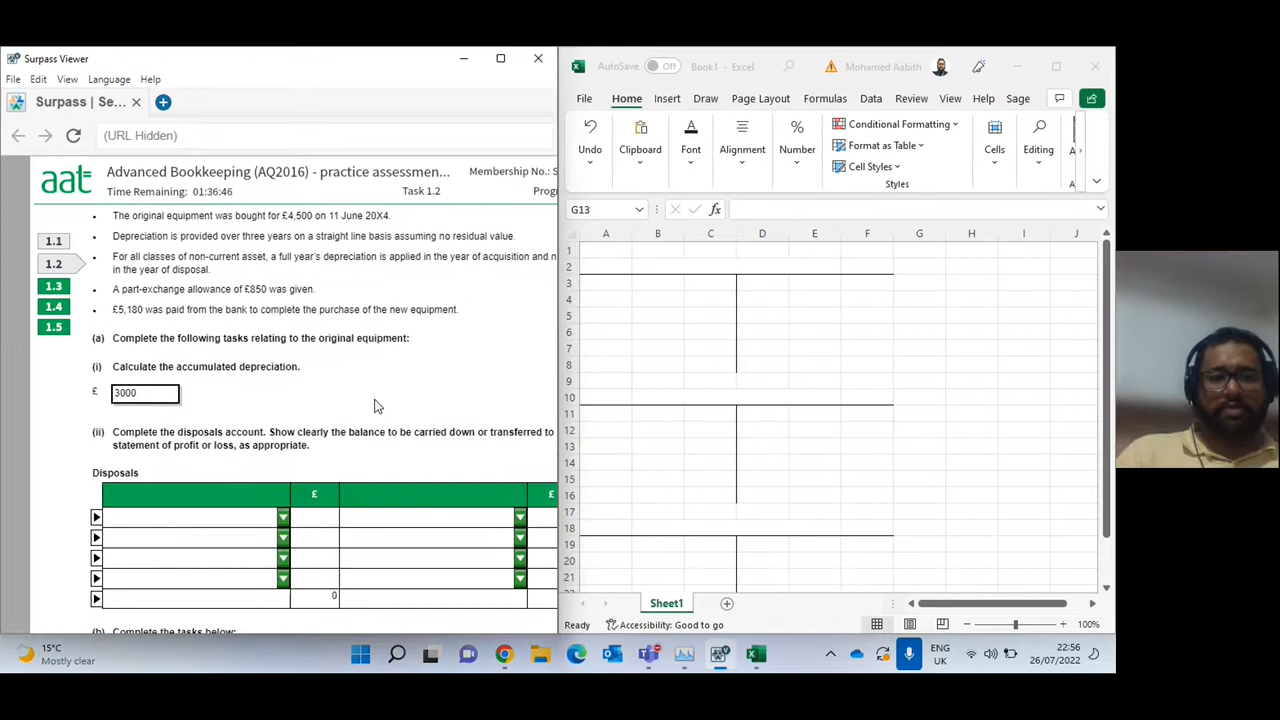 Surpass Viewer
File Edit View Language Help
Surpass | Se...
(URL Hidden)
aat
Advanced Bookkeeping (AQ2016) - practice assessmen... Membership No.: S
Time Remaining: 01:36:46 Task 1.2 Progr
1.1
1.2
1.3
1.4
1.5
• The original equipment was bought for £4,500 on 11 June 20X4.
• Depreciation is provided over three years on a straight line basis assuming no residual value.
• For all classes of non-current asset, a full year's depreciation is applied in the year of acquisition and n
in the year of disposal.
• A part-exchange allowance of £850 was given.
• £5,180 was paid from the bank to complete the purchase of the new equipment.
(a) Complete the following tasks relating to the original equipment:
(i) Calculate the accumulated depreciation.
£ 3000
(ii) Complete the disposals account. Show clearly the balance to be carried down or transferred to
statement of profit or loss, as appropriate.
Disposals
£ £
0
(b) Complete the tasks below:
AutoSave Off Book1 - Excel Mohamed Aabith
File Home Insert Draw Page Layout Formulas Data Review View Help Sage
Undo Clipboard Font Alignment Number
Conditional Formatting
Format as Table
Cell Styles
Styles
Cells Editing A
A
G13 fx
A B C D E F G H I J
1
2
3
4
5
6
7
8
9
10
11
12
13
14
15
16
17
18
19
20
21
Sheet1
Ready Accessibility: Good to go 100%
15°C
Mostly clear
ENG
UK
22:56
26/07/2022